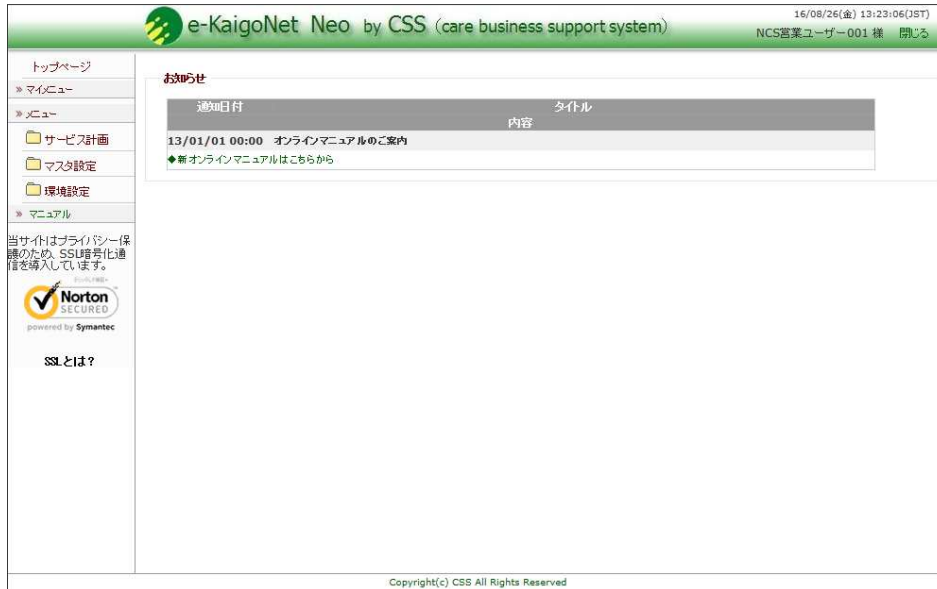 e-KaigoNet Neo by CSS (care business support system)
16/08/26(金) 13:23:06(JST)
NCS営業ユーザー001 様 閉じる
トップページ
» マイメニュー
» メニュー
サービス計画
マスタ設定
環境設定
» マニュアル
当サイトはプライバシー保
護のため、SSL暗号化通
信を導入しています。
Norton
SECURED
powered by Symantec
SSLとは？
お知らせ
通知日付 タイトル
内容
13/01/01 00:00 オンラインマニュアルのご案内
◆新オンラインマニュアルはこちらから
Copyright(c) CSS All Rights Reserved